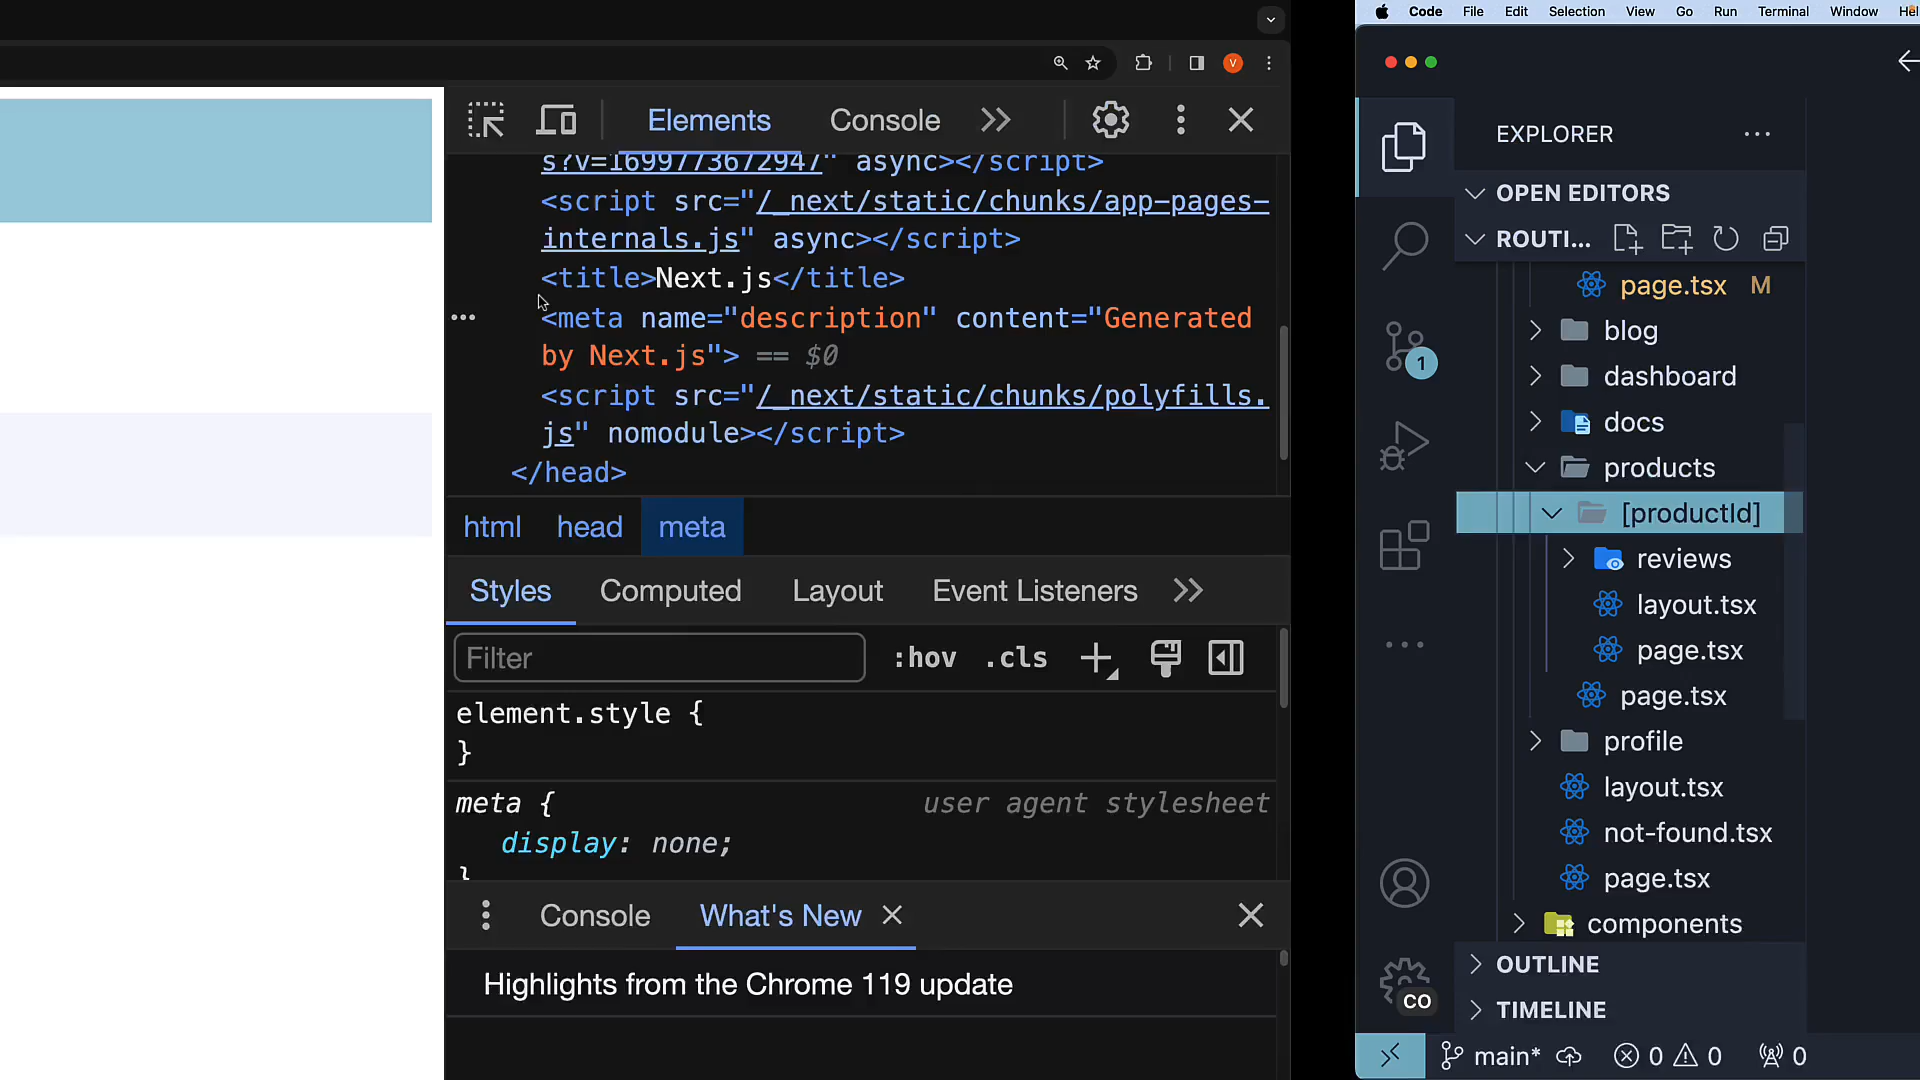 Code File Edit Selection View Go Run Terminal Window Hel
V
Elements Console
s?v=1699773672947" async></script>
<script src="/_next/static/chunks/app-pages-
internals.js" async></script>
<title>Next.js</title>
<meta name="description" content="Generated
by Next.js"> == $0
<script src="/_next/static/chunks/polyfills.
js" nomodule></script>
</head>
html head meta
Styles Computed Layout Event Listeners
Filter :hov .cls
element.style {
}
meta { user agent stylesheet
display: none;
}
Console What's New
Highlights from the Chrome 119 update
EXPLORER
OPEN EDITORS
ROUTI...
page.tsx M
blog
dashboard
docs
products
[productId]
reviews
layout.tsx
page.tsx
page.tsx
profile
layout.tsx
not-found.tsx
page.tsx
components
OUTLINE
TIMELINE
1
CO
main* 0 0 0